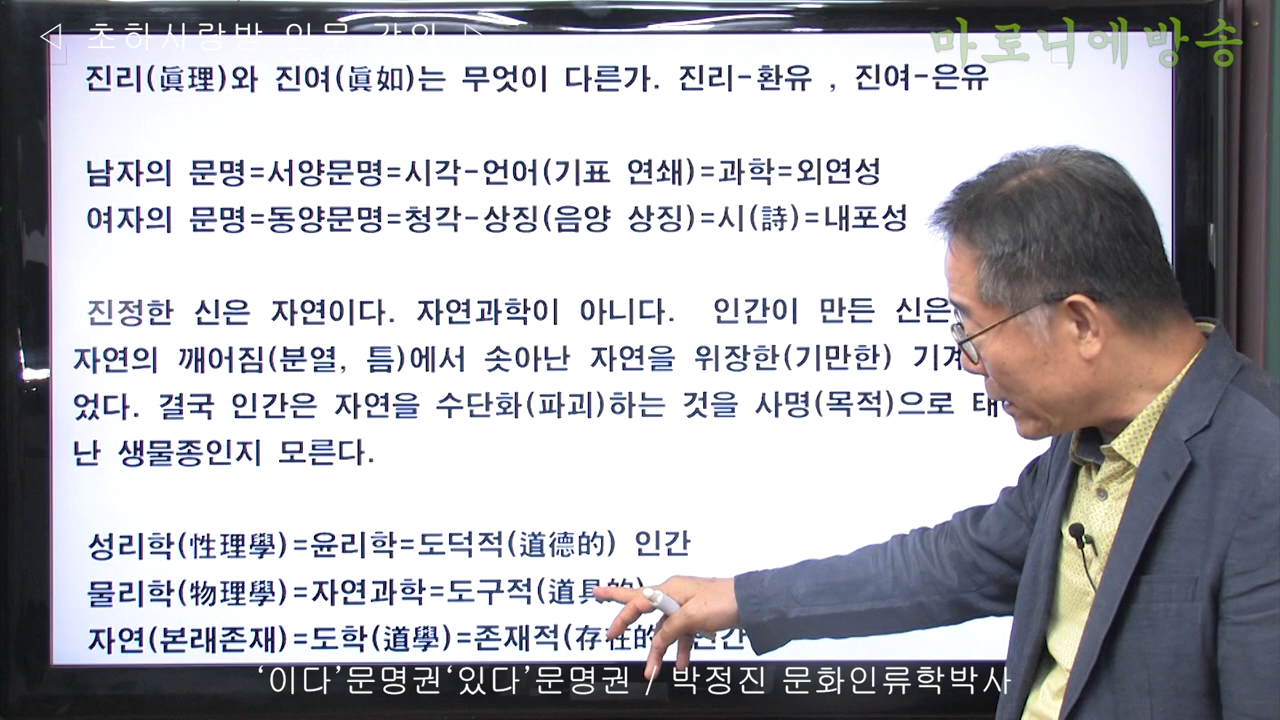 ◁ 초하사랑방 인문 강의 ▷
마로니에방송
진리(眞理)와 진여(眞如)는 무엇이 다른가. 진리-환유 , 진여-은유
남자의 문명=서양문명=시각-언어(기표 연쇄)=과학=외연성
여자의 문명=동양문명=청각-상징(음양 상징)=시(詩)=내포성
진정한 신은 자연이다. 자연과학이 아니다. 인간이 만든 신은
자연의 깨어짐(분열, 틈)에서 솟아난 자연을 위장한(기만한)
었다. 결국 인간은 자연을 수단화(파괴)하는 것을 사명(목적)으로
난 생물종인지 모른다.
성리학(性理學)=윤리학=도덕적(道德的) 인간
물리학(物理學)=자연과학=도구적(道具的)
자연(본래존재)=도학(道學)=존재적(存在的 인간
‘이다’문명권‘있다’문명권 / 박정진 문화인류학박사